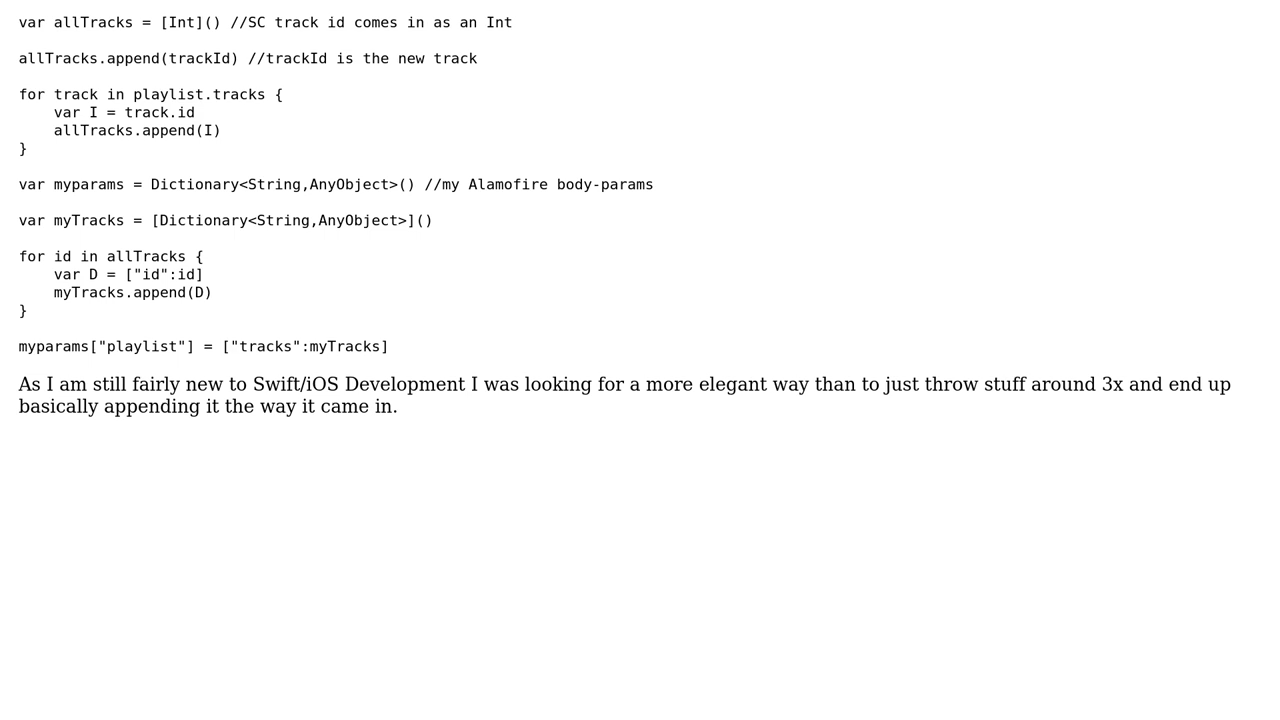 var allTracks = [Int]() //SC track id comes in as an Int
allTracks.append(trackId) //trackId is the new track
for track in playlist.tracks {
    var I = track.id
    allTracks.append(I)
}
var myparams = Dictionary<String,AnyObject>() //my Alamofire body-params
var myTracks = [Dictionary<String,AnyObject>]()
for id in allTracks {
    var D = ["id":id]
    myTracks.append(D)
}
myparams["playlist"] = ["tracks":myTracks]
As I am still fairly new to Swift/iOS Development I was looking for a more elegant way than to just throw stuff around 3x and end up
basically appending it the way it came in.